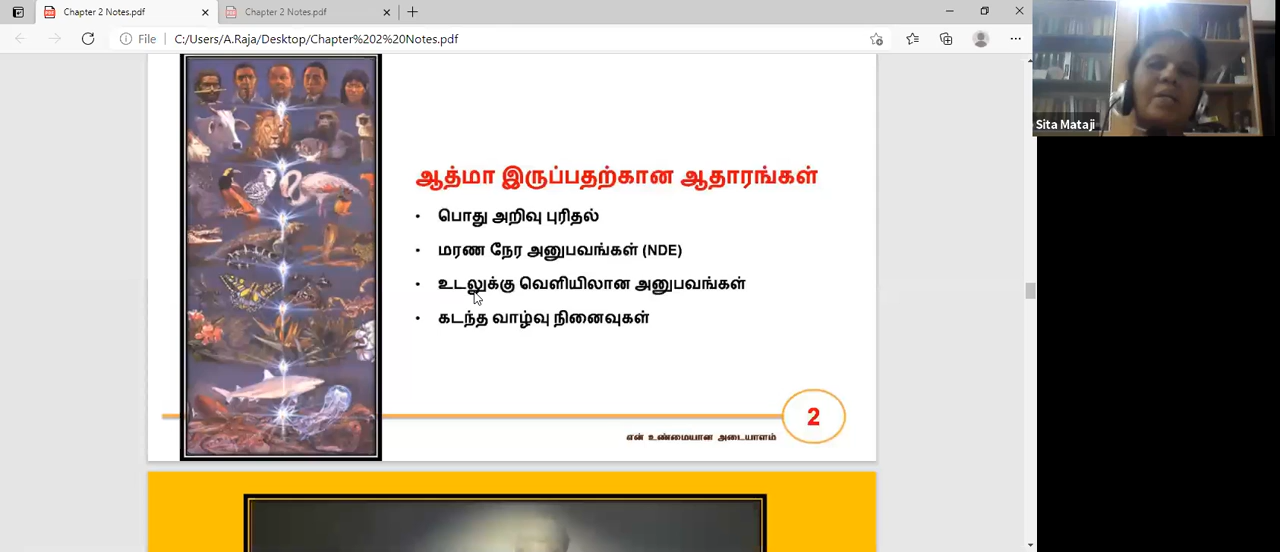 Chapter 2 Notes.pdf
Chapter 2 Notes.pdf
File
C:/Users/A.Raja/Desktop/Chapter%202%20Notes.pdf
Sita Mataji
ஆத்மா இருப்பதற்கான ஆதாரங்கள்
• பொது அறிவு புரிதல்
• மரண நேர அனுபவங்கள் (NDE)
• உடலுக்கு வெளியிலான அனுபவங்கள்
• கடந்த வாழ்வு நினைவுகள்
2
என் உண்மையான அடையாளம்